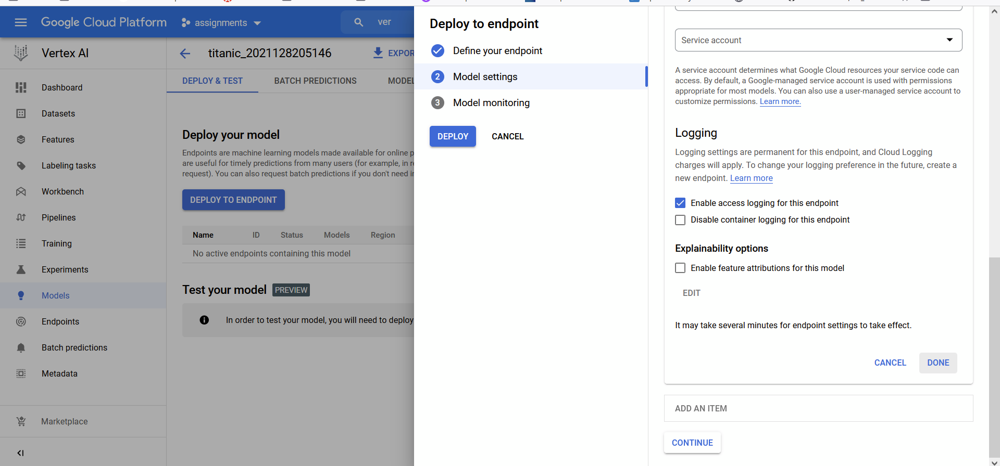 Google Cloud Platform
assignments
ver
Vertex AI
Dashboard
Datasets
Features
Labeling tasks
Workbench
Pipelines
Training
Experiments
Models
Endpoints
Batch predictions
Metadata
Marketplace
titanic_2021128205146
EXPOR
DEPLOY & TEST
BATCH PREDICTIONS
MODEL
Deploy your model
Endpoints are machine learning models made available for online p
are useful for timely predictions from many users (for example, in re
request). You can also request batch predictions if you don't need in
DEPLOY TO ENDPOINT
Name ID Status Models Region
No active endpoints containing this model
Test your model PREVIEW
In order to test your model, you will need to deploy
Deploy to endpoint
Define your endpoint
2 Model settings
3 Model monitoring
DEPLOY
CANCEL
Service account
A service account determines what Google Cloud resources your service code can
access. By default, a Google-managed service account is used with permissions
appropriate for most models. You can also use a user-managed service account to
customize permissions. Learn more.
Logging
Logging settings are permanent for this endpoint, and Cloud Logging
charges will apply. To change your logging preference in the future, create a
new endpoint. Learn more
Enable access logging for this endpoint
Disable container logging for this endpoint
Explainability options
Enable feature attributions for this model
EDIT
It may take several minutes for endpoint settings to take effect.
CANCEL
DONE
ADD AN ITEM
CONTINUE